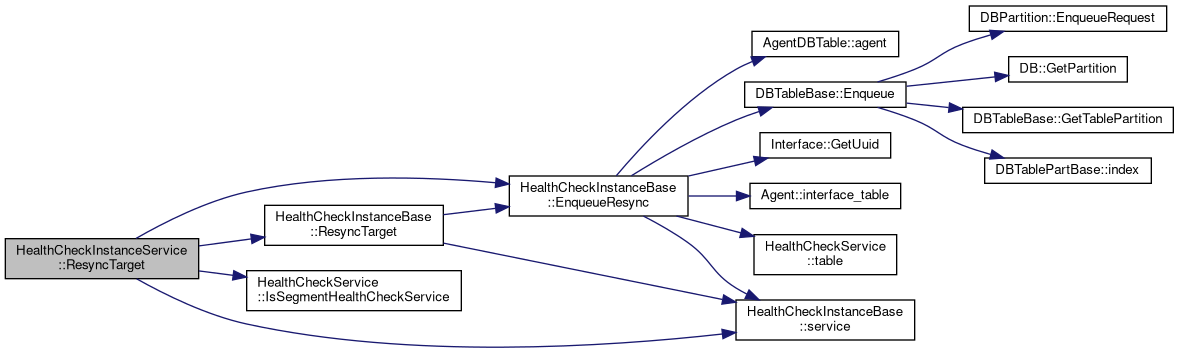 HealthCheckInstanceService
::ResyncTarget
HealthCheckInstanceBase
::ResyncTarget
HealthCheckService
::IsSegmentHealthCheckService
HealthCheckInstanceBase
::EnqueueResync
AgentDBTable::agent
DBTableBase::Enqueue
Interface::GetUuid
Agent::interface_table
HealthCheckService
::table
HealthCheckInstanceBase
::service
DBPartition::EnqueueRequest
DB::GetPartition
DBTableBase::GetTablePartition
DBTablePartBase::index